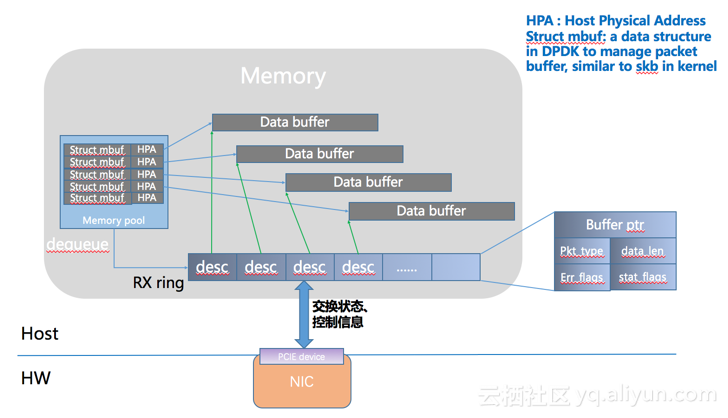 HPA : Host Physical Address
Struct mbuf: a data structure
in DPDK to manage packet
buffer, similar to skb in kernel
Memory
Data buffer
Data buffer
Data buffer
Data buffer
Struct mbuf HPA
Struct mbuf HPA
Struct mbuf HPA
Struct mbuf HPA
Struct mbuf HPA
Memory pool
dequeue
RX ring
desc desc desc desc ......
Buffer ptr
Pkt_type data_len
Err_flags stat_flags
交换状态、
控制信息
Host
HW
PCIE device
NIC
云栖社区 yq.aliyun.com